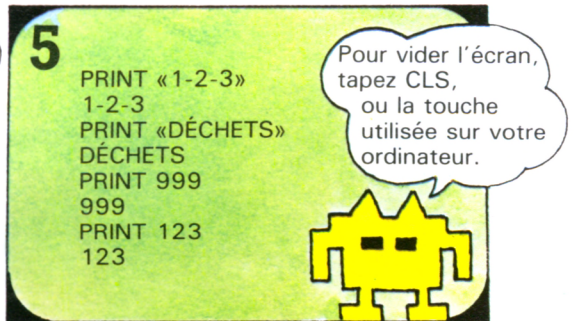 5
PRINT «1-2-3»
1-2-3
PRINT «DÉCHETS»
DÉCHETS
PRINT 999
999
PRINT 123
123
Pour vider l'écran,
tapez CLS,
ou la touche
utilisée sur votre
ordinateur.